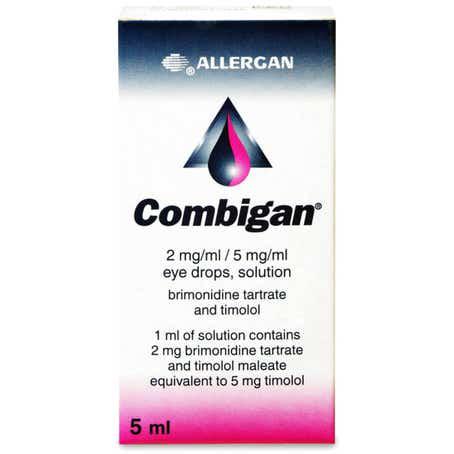 ® ALLERGAN
Combigan®
2 mg/ml / 5 mg/ml
eye drops, solution
brimonidine tartrate
and timolol
1 ml of solution contains
2 mg brimonidine tartrate
and timolol maleate
equivalent to 5 mg timolol
5 ml